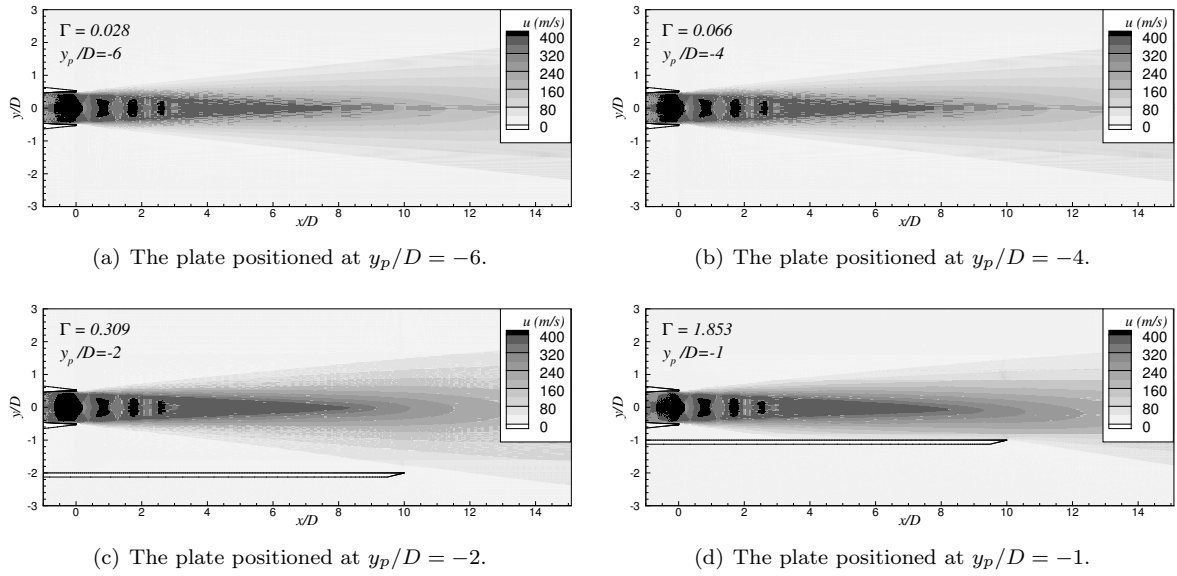 Γ = 0.028
y_p/D=-6
u (m/s)
400
320
240
160
80
0
3
2
1
0
-1
-2
-3
y/D
0 2 4 6 8 10 12 14
x/D
(a) The plate positioned at y_p/D = −6.
Γ = 0.066
y_p/D=-4
u (m/s)
400
320
240
160
80
0
3
2
1
0
-1
-2
-3
y/D
0 2 4 6 8 10 12 14
x/D
(b) The plate positioned at y_p/D = −4.
Γ = 0.309
y_p/D=-2
u (m/s)
400
320
240
160
80
0
3
2
1
0
-1
-2
-3
y/D
0 2 4 6 8 10 12 14
x/D
(c) The plate positioned at y_p/D = −2.
Γ = 1.853
y_p/D=-1
u (m/s)
400
320
240
160
80
0
3
2
1
0
-1
-2
-3
y/D
0 2 4 6 8 10 12 14
x/D
(d) The plate positioned at y_p/D = −1.